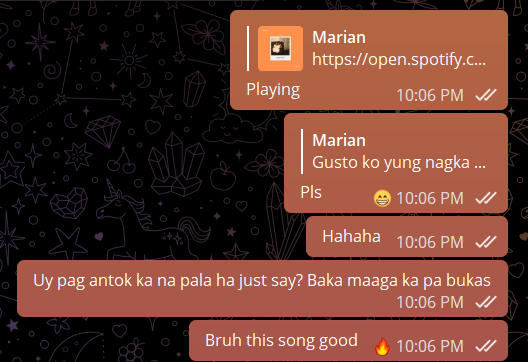 Marian
https://open.spotify.c...
Playing
10:06 PM
Marian
Gusto ko yung nagka ...
Pls
😁 10:06 PM
Hahaha 10:06 PM
Uy pag antok ka na pala ha just say? Baka maaga ka pa bukas
10:06 PM
Bruh this song good 🔥 10:06 PM